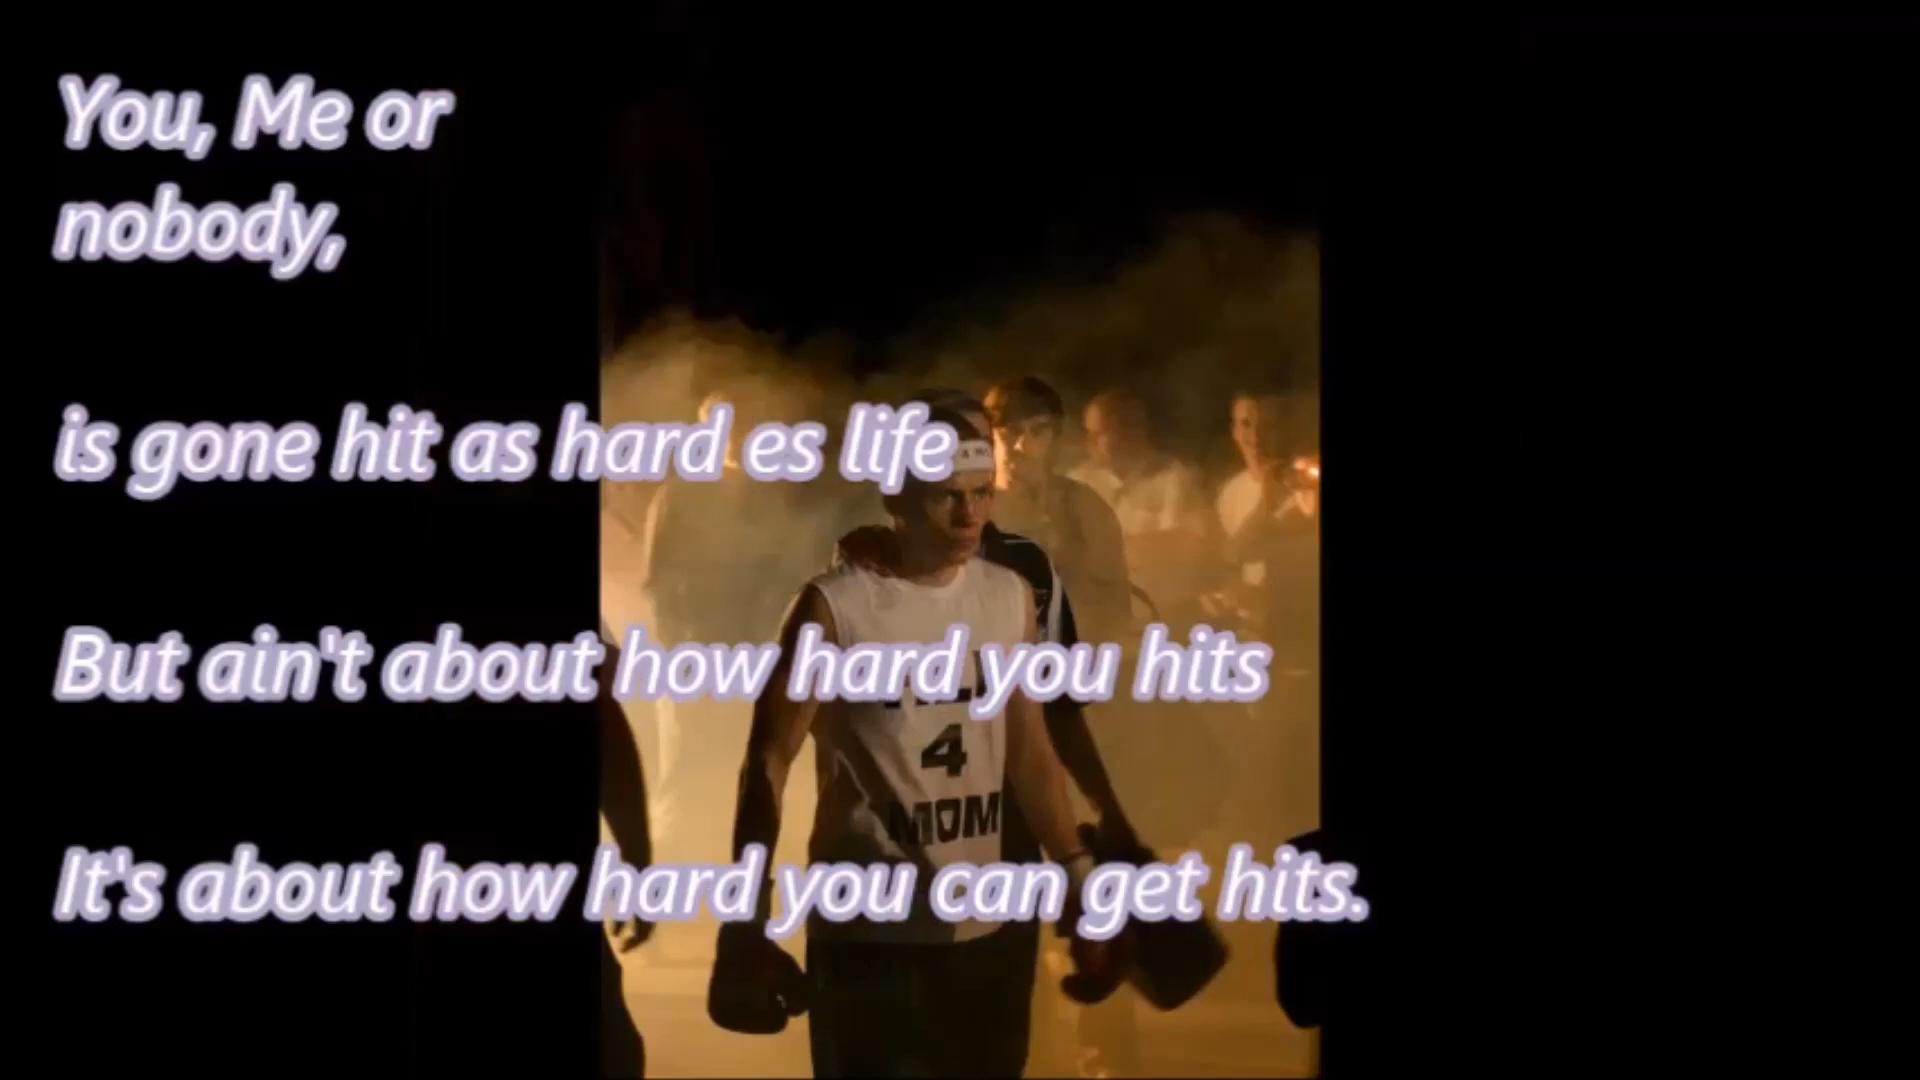 You, Me or
nobody,
is gone hit as hard es life
But ain't about how hard you hits
4
MOM
It's about how hard you can get hits.